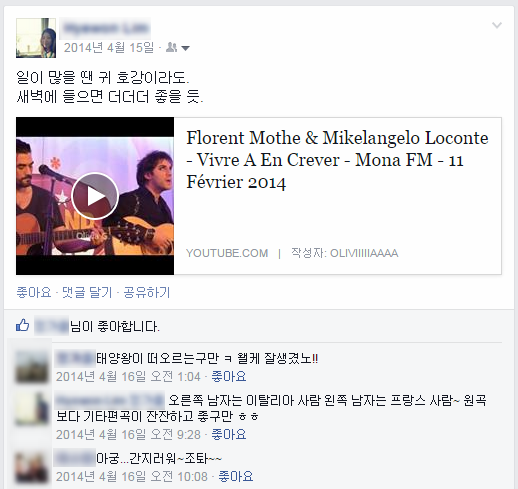 2014년 4월 15일 ·
일이 많을 땐 귀 호강이라도.
새벽에 들으면 더더더 좋을 듯.
Florent Mothe & Mikelangelo Loconte
- Vivre A En Crever - Mona FM - 11
Février 2014
YOUTUBE.COM | 작성자: OLIVIIIIIAAAA
좋아요 · 댓글 달기 · 공유하기
님이 좋아합니다.
태양왕이 떠오르는구만 ㅋ 웰케 잘생겼노!!
2014년 4월 16일 오전 1:04 · 좋아요
오른쪽 남자는 이탈리아 사람 왼쪽 남자는 프랑스 사람~ 원곡
보다 기타편곡이 잔잔하고 좋구만 ㅎㅎ
2014년 4월 16일 오전 9:28 · 좋아요
아궁...간지러워~조타~~
2014년 4월 16일 오전 10:08 · 좋아요